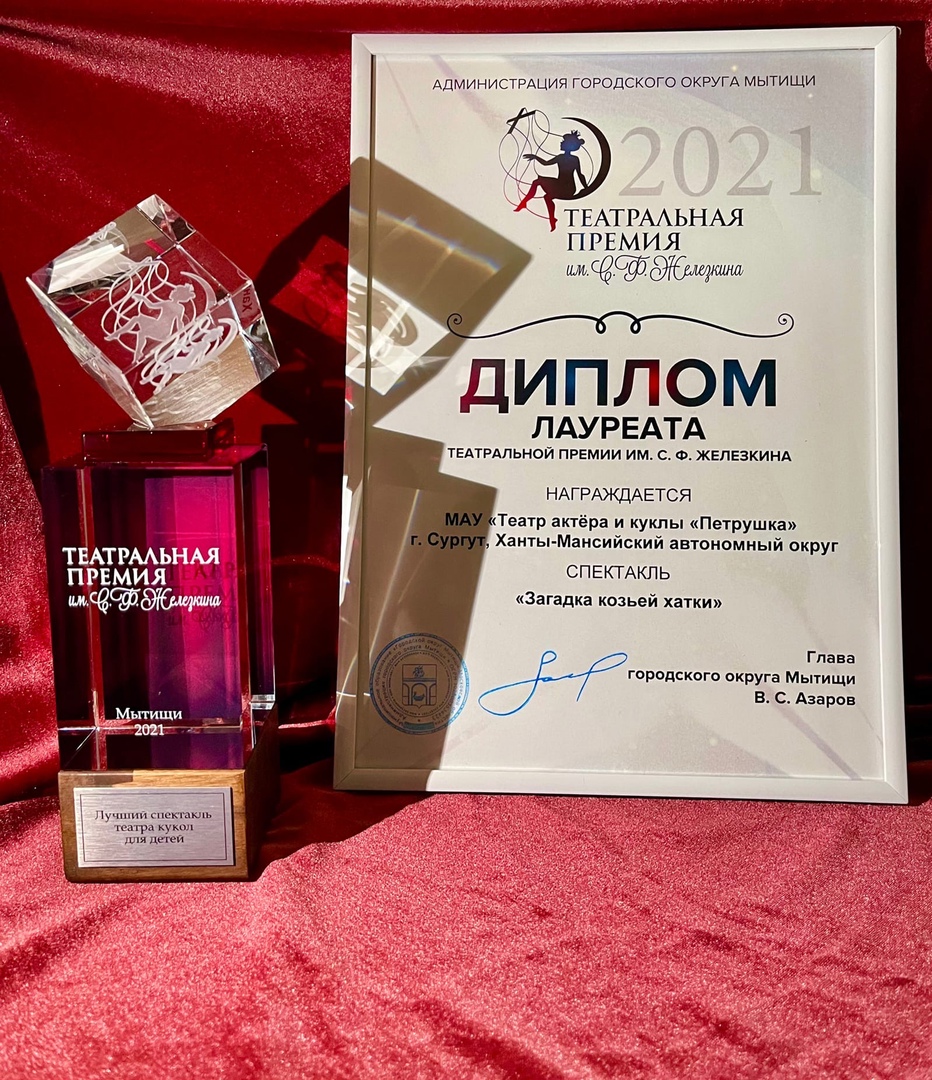 АДМИНИСТРАЦИЯ ГОРОДСКОГО ОКРУГА МЫТИЩИ
2021
ТЕАТРАЛЬНАЯ
ПРЕМИЯ
им. С. Ф. Железкина
ДИПЛОМ
ЛАУРЕАТА
ТЕАТРАЛЬНОЙ ПРЕМИИ ИМ. С. Ф. ЖЕЛЕЗКИНА
НАГРАЖДАЕТСЯ
МАУ «Театр актёра и куклы «Петрушка»
г. Сургут, Ханты-Мансийский автономный округ
СПЕКТАКЛЬ
«Загадка козьей хатки»
Глава
городского округа Мытищи
В. С. Азаров
ТЕАТРАЛЬНАЯ
ПРЕМИЯ
им. С. Ф. Железкина
Мытищи
2021
Лучший спектакль
театра кукол
для детей